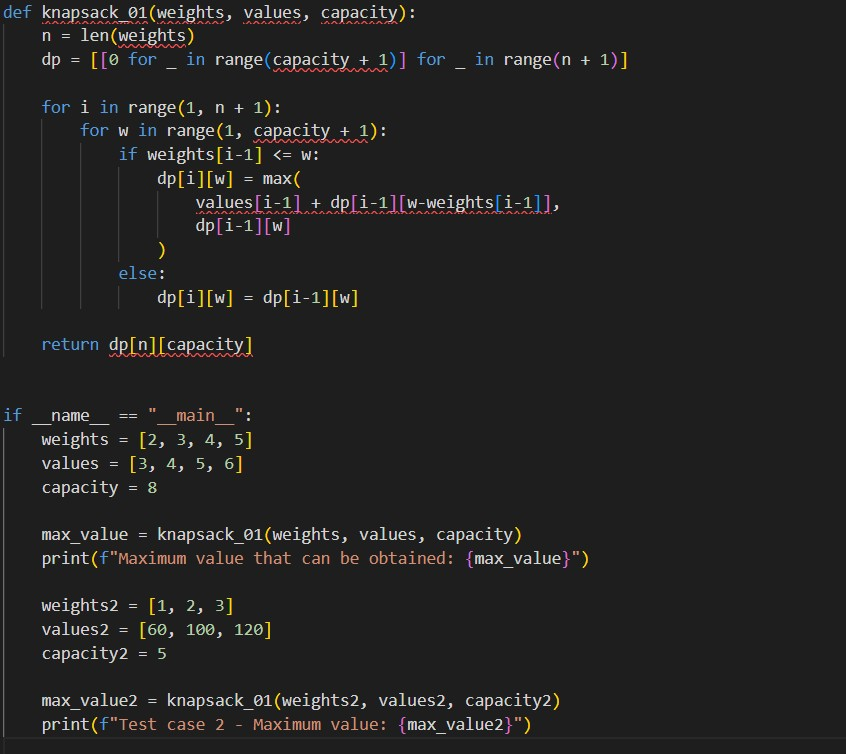 def knapsack_01(weights, values, capacity):
    n = len(weights)
    dp = [[0 for _ in range(capacity + 1)] for _ in range(n + 1)]

    for i in range(1, n + 1):
        for w in range(1, capacity + 1):
            if weights[i-1] <= w:
                dp[i][w] = max(
                    values[i-1] + dp[i-1][w-weights[i-1]],
                    dp[i-1][w]
                )
            else:
                dp[i][w] = dp[i-1][w]

    return dp[n][capacity]


if __name__ == "__main__":
    weights = [2, 3, 4, 5]
    values = [3, 4, 5, 6]
    capacity = 8

    max_value = knapsack_01(weights, values, capacity)
    print(f"Maximum value that can be obtained: {max_value}")

    weights2 = [1, 2, 3]
    values2 = [60, 100, 120]
    capacity2 = 5

    max_value2 = knapsack_01(weights2, values2, capacity2)
    print(f"Test case 2 - Maximum value: {max_value2}")